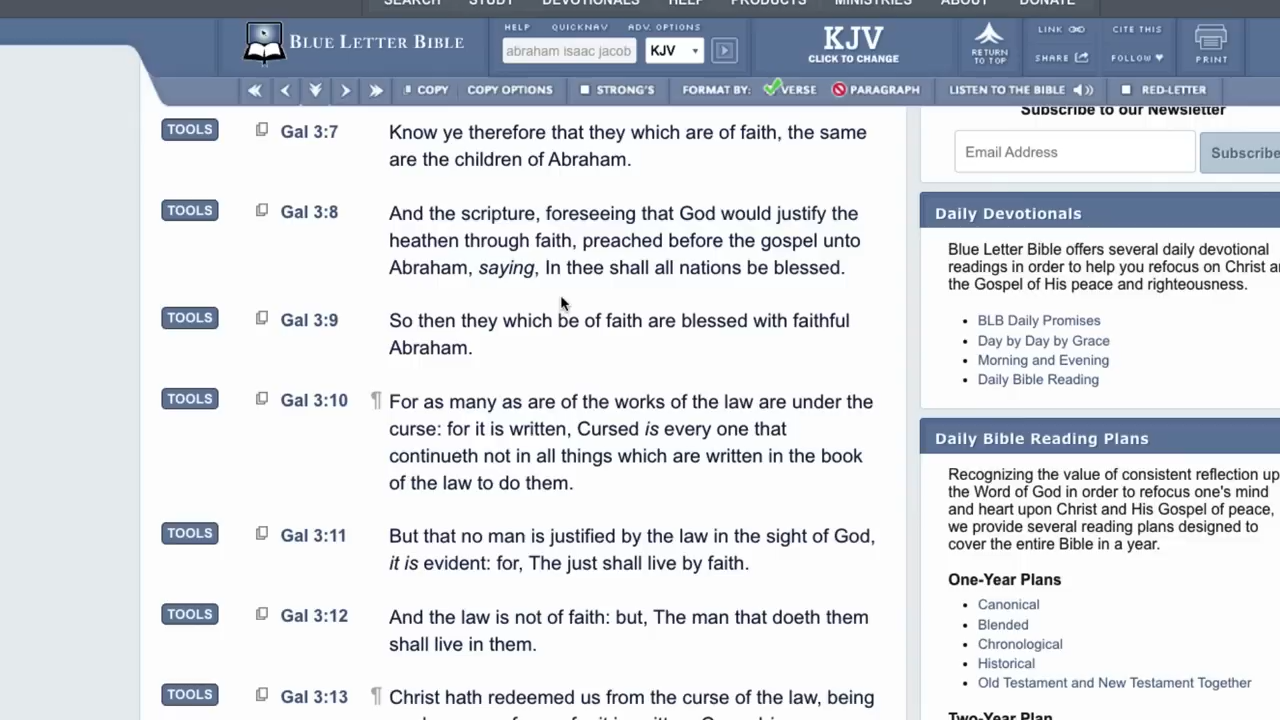 SEARCH STUDY DEVOTIONALS HELP PRODUCTS MINISTRIES ABOUT DONATE
BLUE LETTER BIBLE
HELP QUICKNAV ADV. OPTIONS
abraham isaac jacob KJV
KJV
CLICK TO CHANGE
RETURN
TO TOP
LINK CITE THIS
SHARE FOLLOW
PRINT
COPY COPY OPTIONS STRONG'S FORMAT BY: VERSE PARAGRAPH LISTEN TO THE BIBLE RED-LETTER
TOOLS Gal 3:7 Know ye therefore that they which are of faith, the same
are the children of Abraham.
TOOLS Gal 3:8 And the scripture, foreseeing that God would justify the
heathen through faith, preached before the gospel unto
Abraham, saying, In thee shall all nations be blessed.
TOOLS Gal 3:9 So then they which be of faith are blessed with faithful
Abraham.
TOOLS Gal 3:10 ¶ For as many as are of the works of the law are under the
curse: for it is written, Cursed is every one that
continueth not in all things which are written in the book
of the law to do them.
TOOLS Gal 3:11 But that no man is justified by the law in the sight of God,
it is evident: for, The just shall live by faith.
TOOLS Gal 3:12 And the law is not of faith: but, The man that doeth them
shall live in them.
TOOLS Gal 3:13 ¶ Christ hath redeemed us from the curse of the law, being
Subscribe to our Newsletter
Email Address Subscribe
Daily Devotionals
Blue Letter Bible offers several daily devotional
readings in order to help you refocus on Christ
the Gospel of His peace and righteousness.
• BLB Daily Promises
• Day by Day by Grace
• Morning and Evening
• Daily Bible Reading
Daily Bible Reading Plans
Recognizing the value of consistent reflection
the Word of God in order to refocus one's mind
and heart upon Christ and His Gospel of peace,
we provide several reading plans designed to
cover the entire Bible in a year.
One-Year Plans
• Canonical
• Blended
• Chronological
• Historical
• Old Testament and New Testament Together
Two-Year Plan